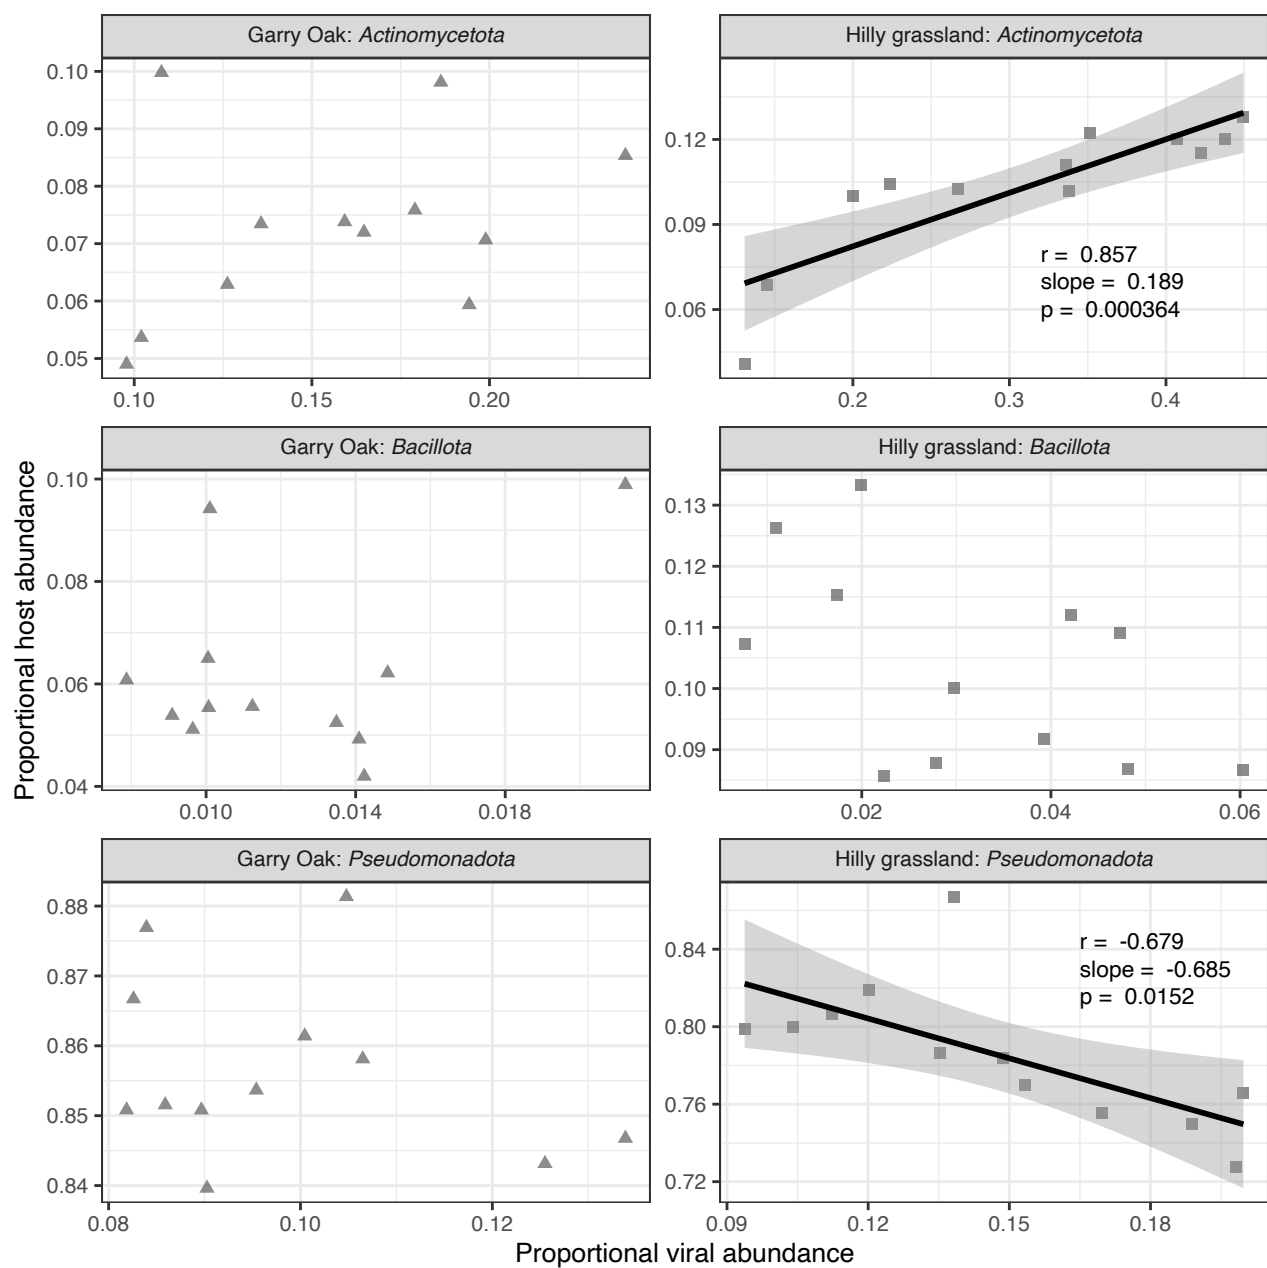 Garry Oak: Actinomycetota
0.10
0.09
0.08
0.07
0.06
0.05
0.10 0.15 0.20
Hilly grassland: Actinomycetota
0.12
0.09
0.06
r = 0.857
slope = 0.189
p = 0.000364
0.2 0.3 0.4
Proportional host abundance
Garry Oak: Bacillota
0.10
0.08
0.06
0.04
0.010 0.014 0.018
Hilly grassland: Bacillota
0.13
0.12
0.11
0.10
0.09
0.02 0.04 0.06
Garry Oak: Pseudomonadota
0.88
0.87
0.86
0.85
0.84
0.08 0.10 0.12
Hilly grassland: Pseudomonadota
0.84
0.80
0.76
0.72
r = -0.679
slope = -0.685
p = 0.0152
0.09 0.12 0.15 0.18
Proportional viral abundance